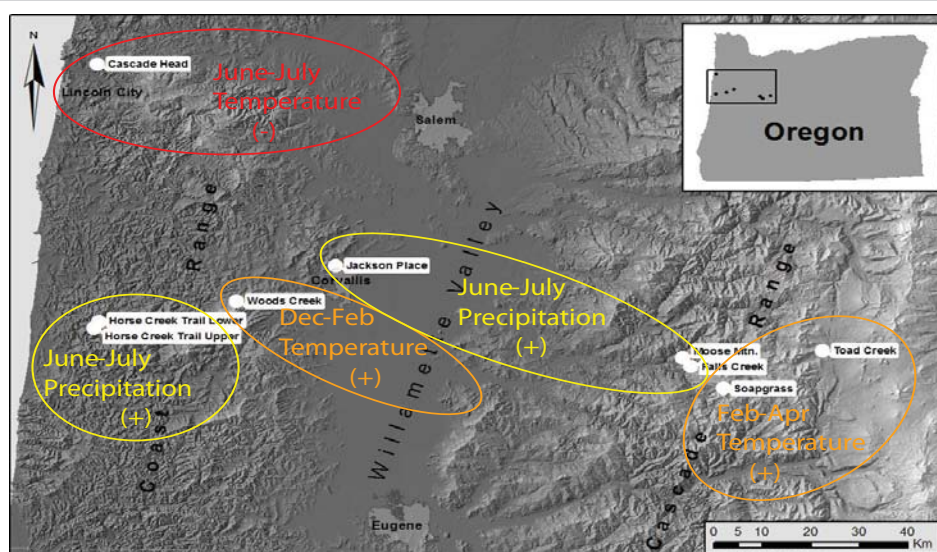 N
Cascade Head
Lincoln City
June-July
Temperature
(-)
Salem
Oregon
Coast Range
Willamette Valley
Cascade Range
Jackson Place
Corvallis
Woods Creek
Dec-Feb
Temperature
(+)
June-July
Precipitation
(+)
Horse Creek Trail Lower
Horse Creek Trail Upper
June-July
Precipitation
(+)
Moose Mtn.
Falls Creek
Toad Creek
Soapgrass
Feb-Apr
Temperature
(+)
Eugene
0 5 10 20 30 40
Km